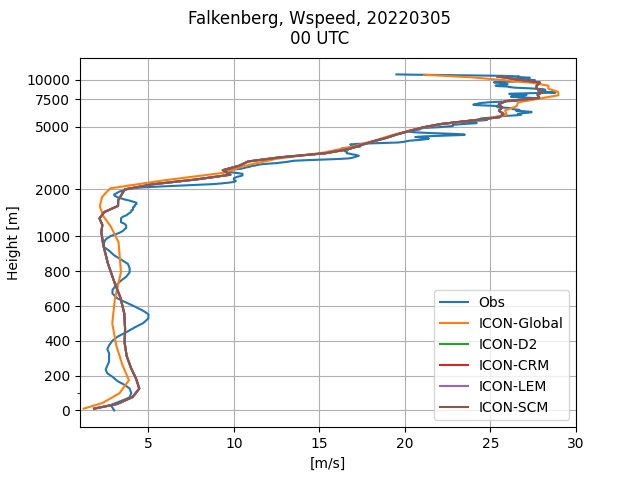 Falkenberg, Wspeed, 20220305
00 UTC
Height [m]
10000
7500
5000
2000
1000
800
600
400
200
0
5
10
15
20
25
30
[m/s]
Obs
ICON-Global
ICON-D2
ICON-CRM
ICON-LEM
ICON-SCM